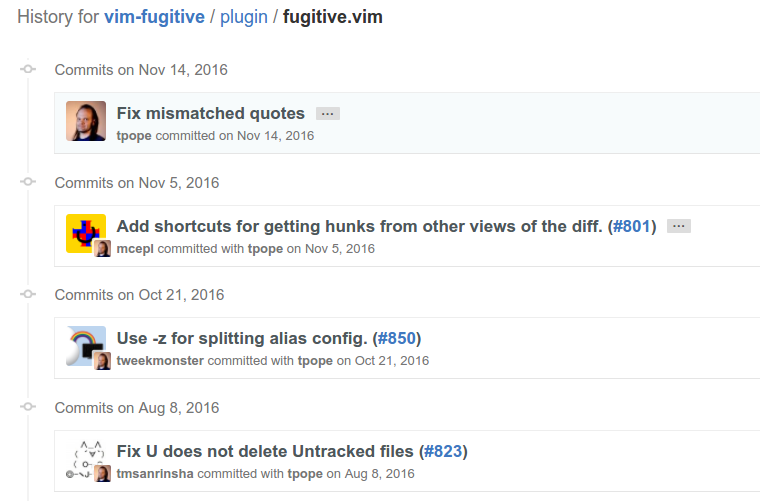 History for vim-fugitive / plugin / fugitive.vim
Commits on Nov 14, 2016
Fix mismatched quotes ...
tpope committed on Nov 14, 2016
Commits on Nov 5, 2016
Add shortcuts for getting hunks from other views of the diff. (#801) ...
mcepl committed with tpope on Nov 5, 2016
Commits on Oct 21, 2016
Use -z for splitting alias config. (#850)
tweekmonster committed with tpope on Oct 21, 2016
Commits on Aug 8, 2016
Fix U does not delete Untracked files (#823)
tmsanrinsha committed with tpope on Aug 8, 2016